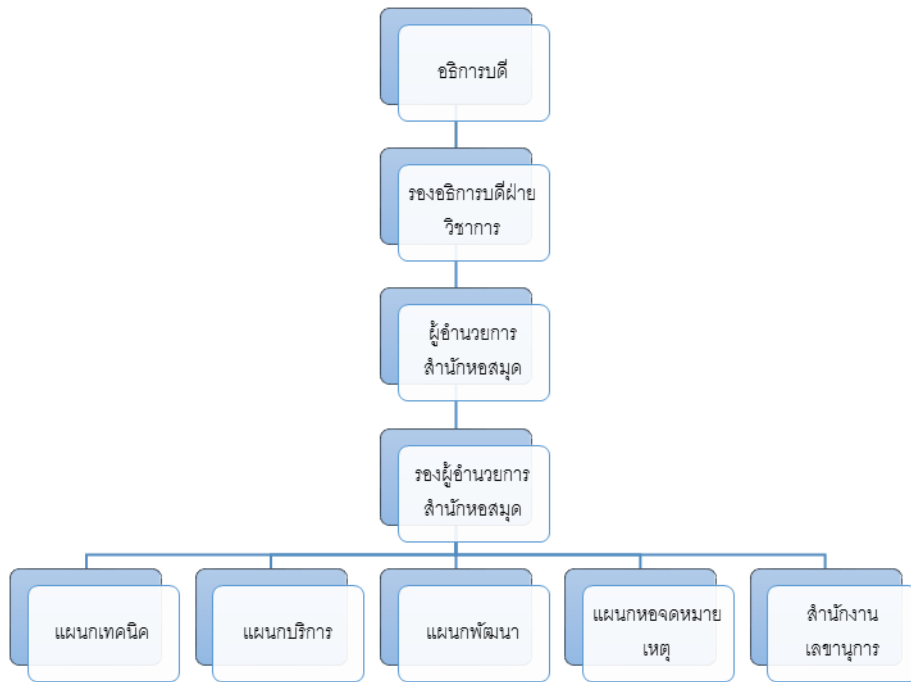 อธิการบดี
รองอธิการบดีฝ่าย
วิชาการ
ผู้อำนวยการ
สำนักหอสมุด
รองผู้อำนวยการ
สำนักหอสมุด
แผนกเทคนิค
แผนกบริการ
แผนกพัฒนา
แผนกหอจดหมาย
เหตุ
สำนักงาน
เลขานุการ